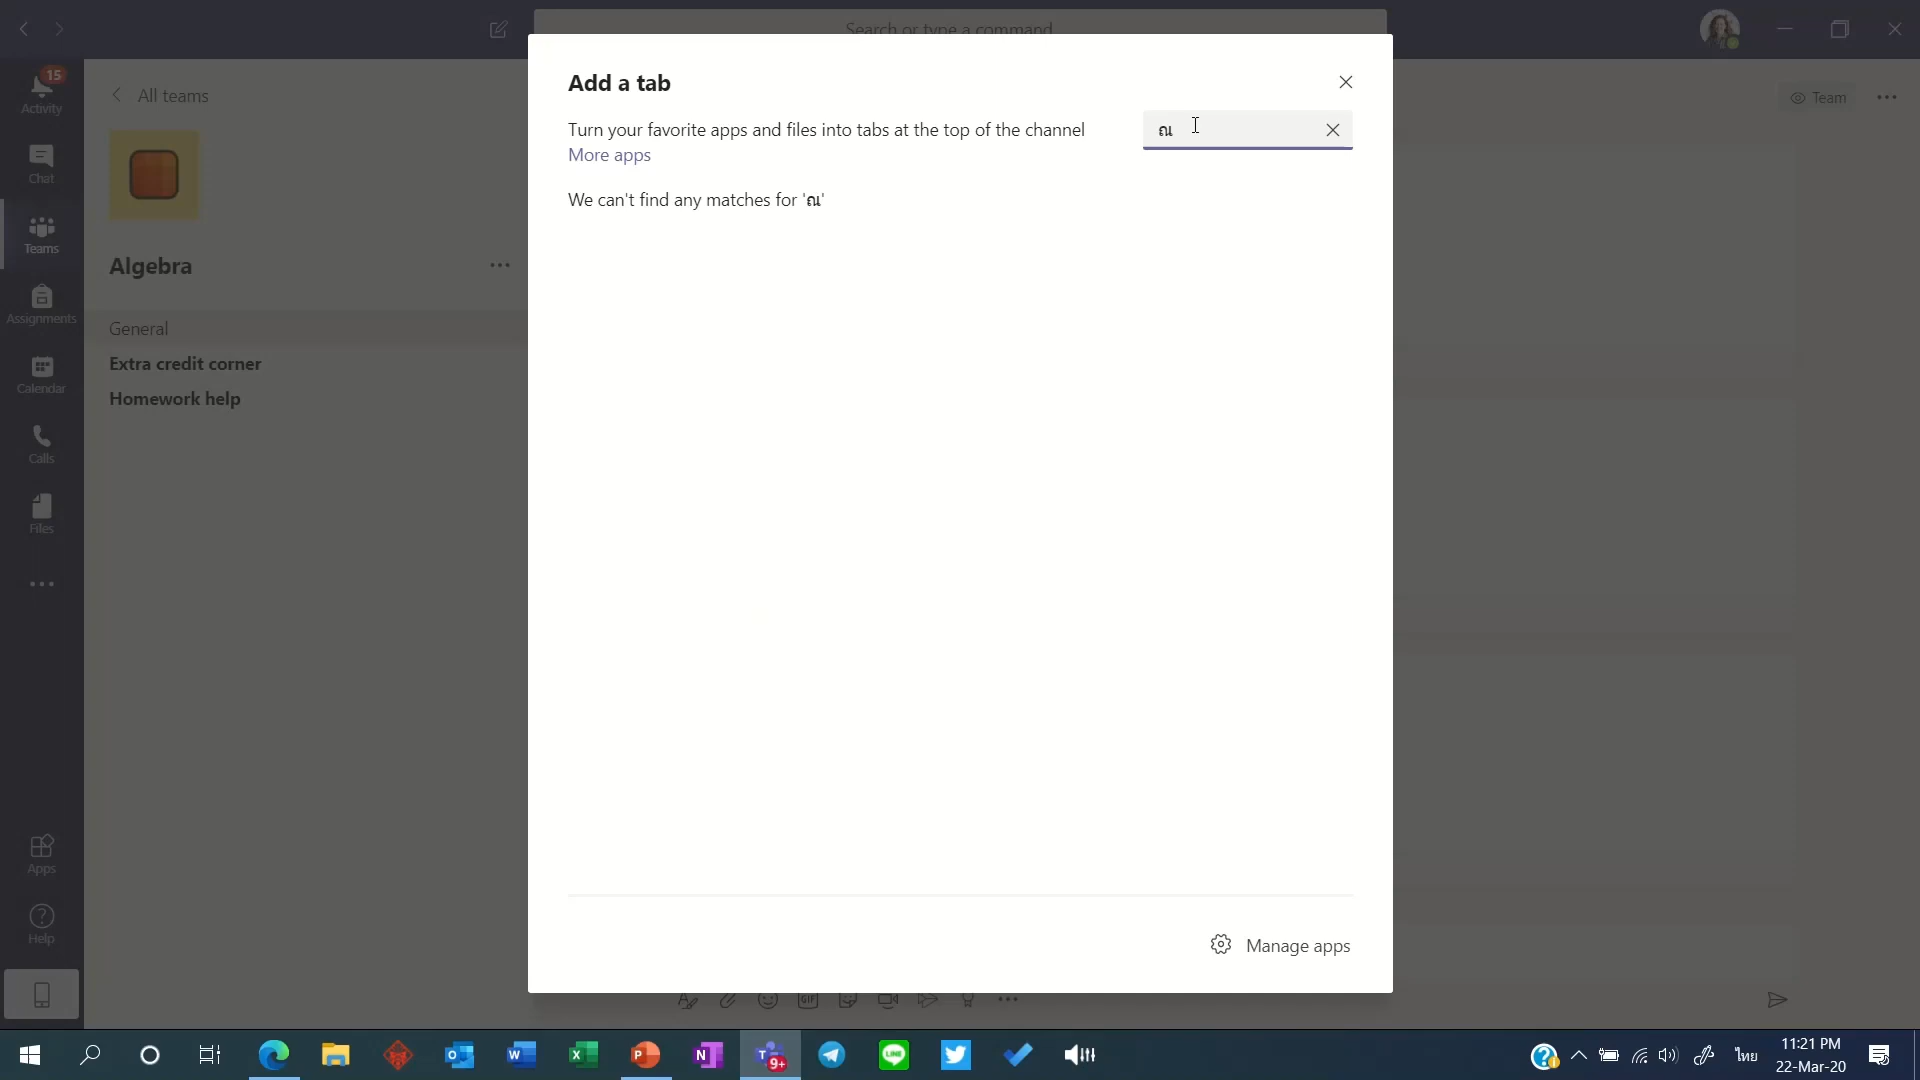 Search or type a command
Add a tab
Turn your favorite apps and files into tabs at the top of the channel
More apps
ณ
We can't find any matches for 'ณ'
Manage apps
15
Activity
Chat
Teams
Assignments
Calendar
Calls
Files
Apps
Help
All teams
Algebra
General
Extra credit corner
Homework help
Team
GIF
O
W
X
P
N
T
9+
LINE
ไทย
11:21 PM
22-Mar-20